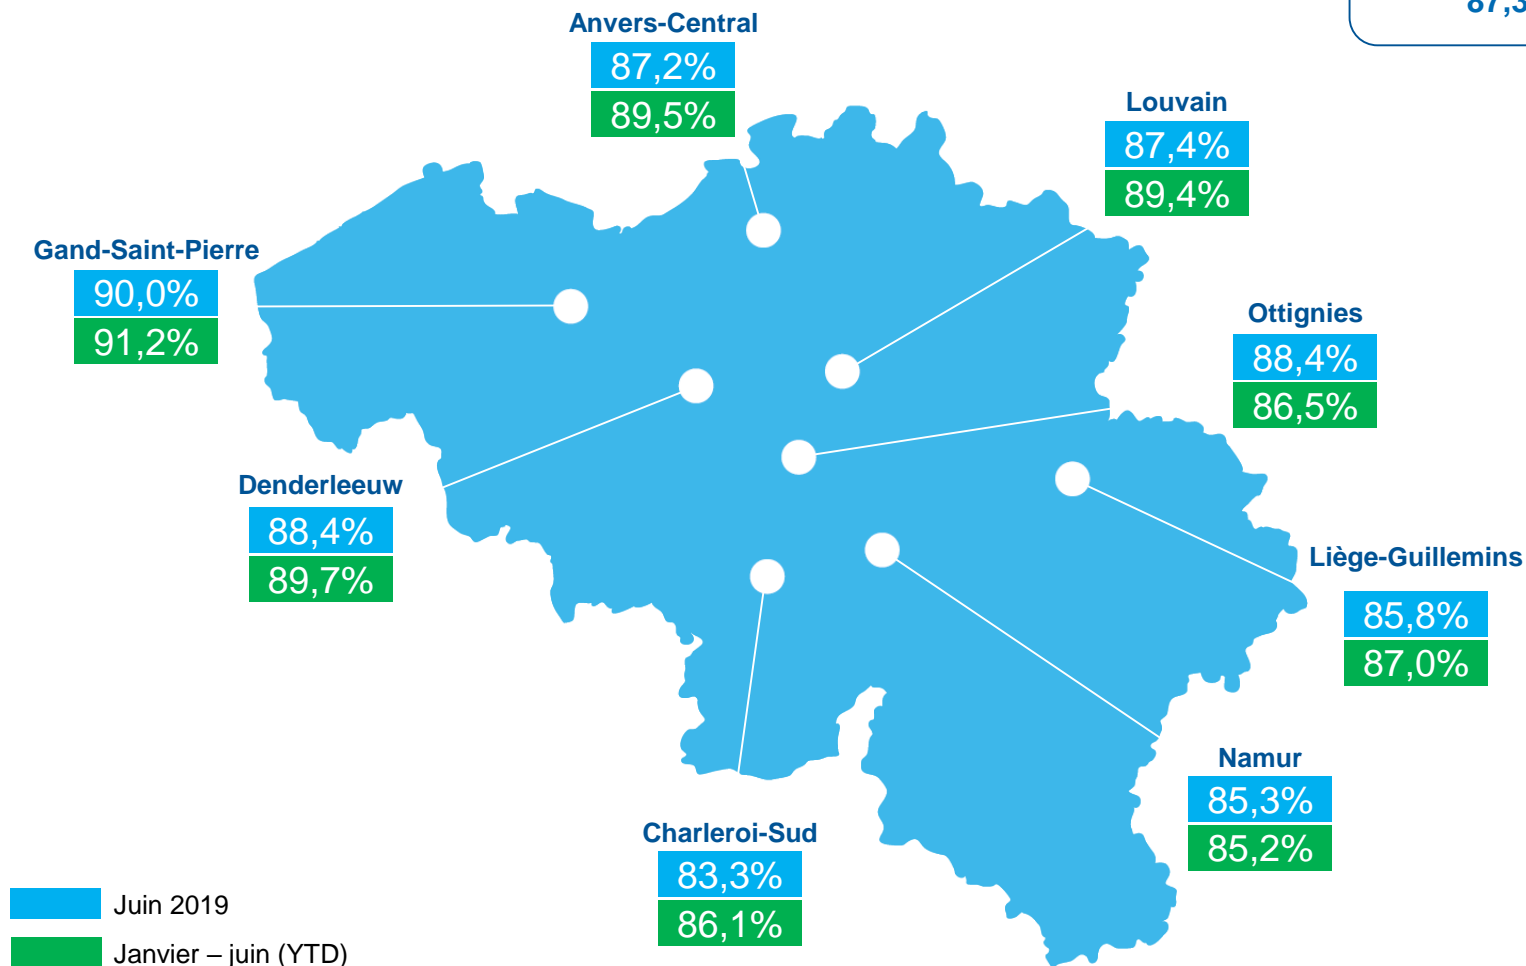 87,3
Anvers-Central
87,2%
89,5%
Louvain
87,4%
89,4%
Gand-Saint-Pierre
90,0%
91,2%
Ottignies
88,4%
86,5%
Denderleeuw
88,4%
89,7%
Liège-Guillemins
85,8%
87,0%
Namur
85,3%
85,2%
Charleroi-Sud
83,3%
86,1%
Juin 2019
Janvier – juin (YTD)